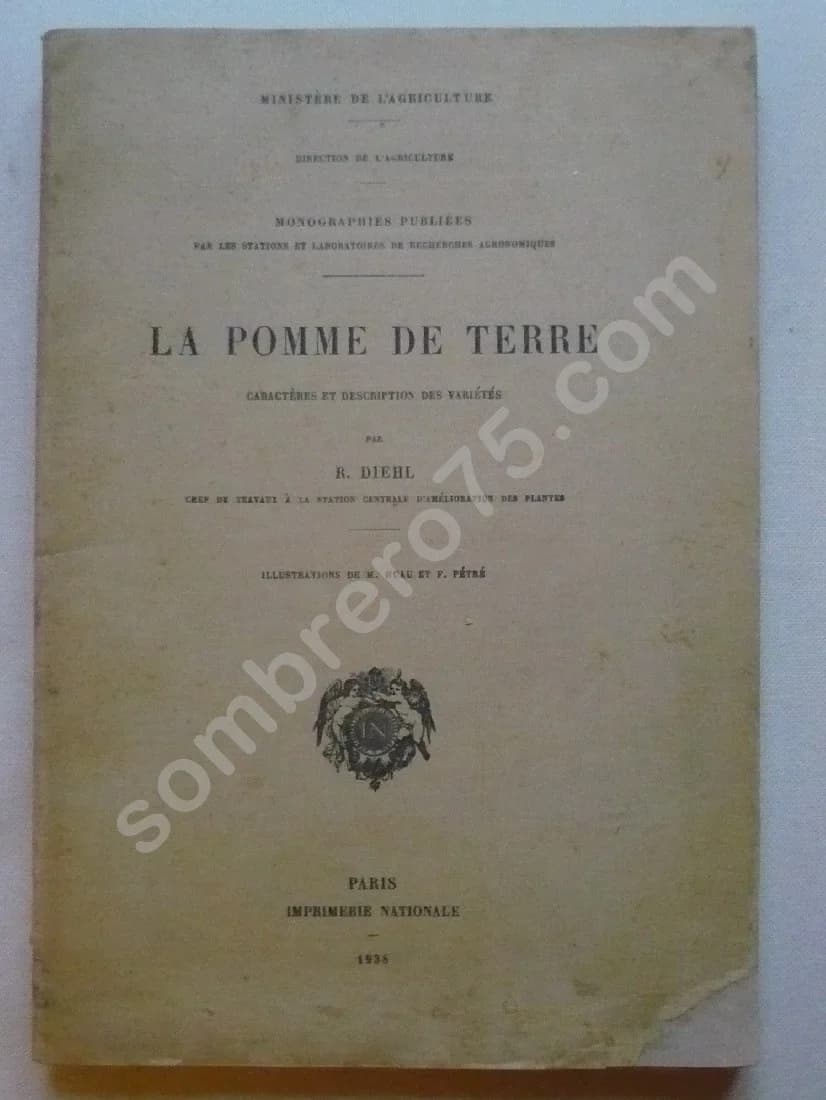 MINISTÈRE DE L'AGRICULTURE
DIRECTION DE L'AGRICULTURE
MONOGRAPHIES PUBLIÉES
PAR LES STATIONS ET LABORATOIRES DE RECHERCHES AGRONOMIQUES
LA POMME DE TERRE
CARACTÈRES ET DESCRIPTION DES VARIÉTÉS
PAR
R. DIEHL
CHEF DE TRAVAUX À LA STATION CENTRALE D'AMÉLIORATION DES PLANTES
ILLUSTRATIONS DE M. ET F. PÉTRÉ
IN
PARIS
IMPRIMERIE NATIONALE
1938
sombrero75.com